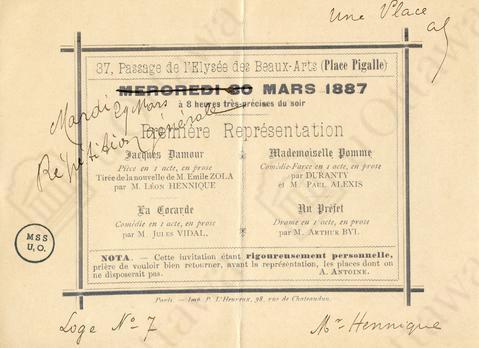 Une Place
37, Passage de l'Elysée des Beaux-Arts (Place Pigalle)
MERCREDI 30 MARS 1887
Mardi 29 Mars
Répétition générale
à 8 heures très-précises du soir
Première Représentation
Jacques Damour
Pièce en 1 acte, en prose
Tirée de la nouvelle de M. Emile ZOLA
par M. LÉON HENNIQUE
Mademoiselle Pomme
Comédie-Farce en 1 acte, en prose
par DURANTY
et M. PAUL ALEXIS
La Cocarde
Comédie en 1 acte, en prose
par M. JULES VIDAL,
Un Préfet
Drame en 1 acte, en prose
par M. ARTHUR BYL
NOTA. — Cette invitation étant rigoureusement personnelle,
prière de vouloir bien retourner, avant la représentation, les places dont on
ne disposerait pas.
A. ANTOINE.
MSS
U.O.
Paris. — Imp. P. L'Heureux, 98, rue de Chateaudun.
Loge No 7
Mr Hennique